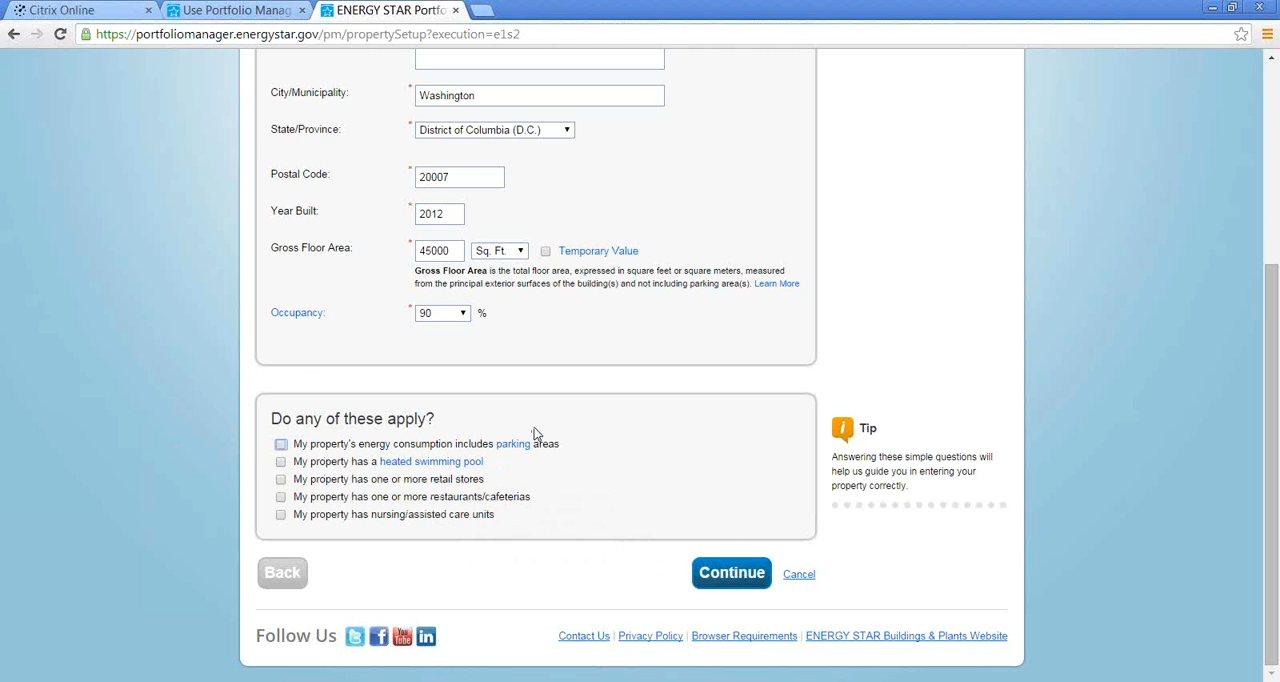 Citrix Online
Use Portfolio Manag
ENERGY STAR Portfo
https://portfoliomanager.energystar.gov/pm/propertySetup?execution=e1s2
City/Municipality: * Washington
State/Province: * District of Columbia (D.C.)
Postal Code: * 20007
Year Built: * 2012
Gross Floor Area: * 45000 Sq. Ft. Temporary Value
Gross Floor Area is the total floor area, expressed in square feet or square meters, measured
from the principal exterior surfaces of the building(s) and not including parking area(s). Learn More
Occupancy: * 90 %
Do any of these apply?
My property's energy consumption includes parking areas
My property has a heated swimming pool
My property has one or more retail stores
My property has one or more restaurants/cafeterias
My property has nursing/assisted care units
Tip
Answering these simple questions will
help us guide you in entering your
property correctly.
Back
Continue
Cancel
Follow Us
You Tube
Contact Us | Privacy Policy | Browser Requirements | ENERGY STAR Buildings & Plants Website